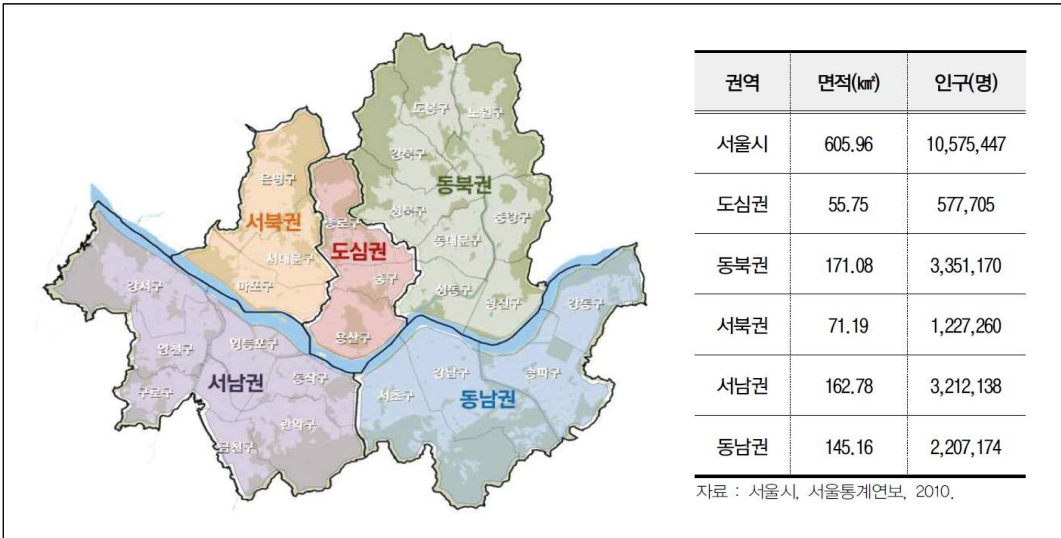 도봉구
노원구
강북구
은평구
동북권
성북구
서북권
종로구
중랑구
도심권
동대문구
서대문구
중구
마포구
성동구
광진구
강동구
강서구
용산구
양천구
영등포구
강남구
송파구
서남권
동작구
서초구
동남권
구로구
관악구
금천구
권역 면적(㎢) 인구(명)
서울시 605.96 10,575,447
도심권 55.75 577,705
동북권 171.08 3,351,170
서북권 71.19 1,227,260
서남권 162.78 3,212,138
동남권 145.16 2,207,174
자료 : 서울시, 서울통계연보, 2010.